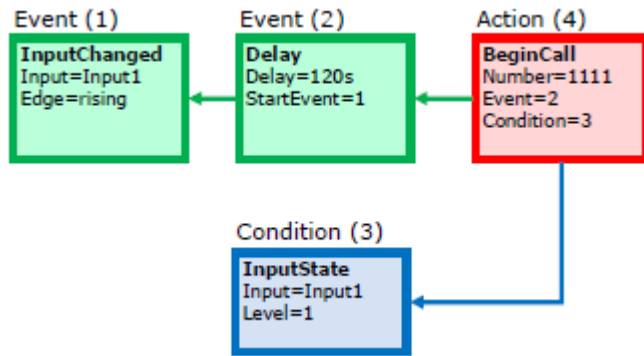 Event (1)
InputChanged
Input=Input1
Edge=rising
Event (2)
Delay
Delay=120s
StartEvent=1
Action (4)
BeginCall
Number=1111
Event=2
Condition=3
Condition (3)
InputState
Input=Input1
Level=1